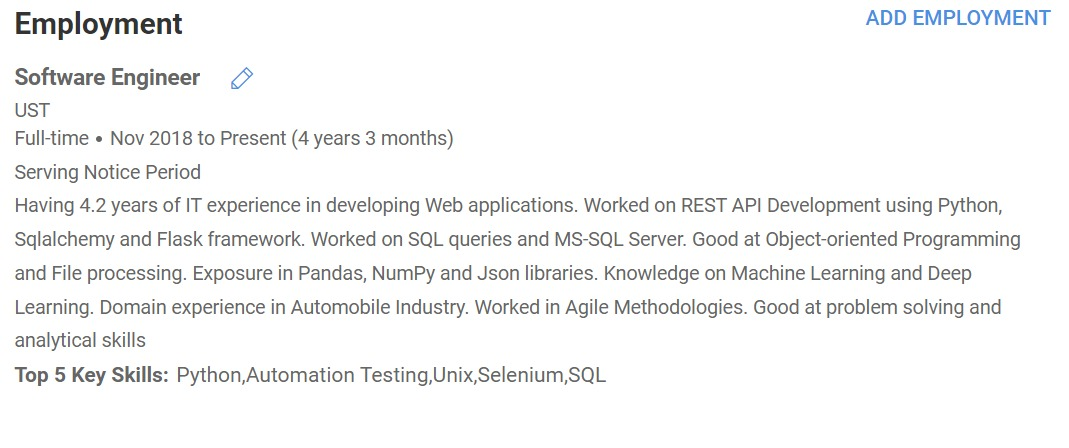 Employment
ADD EMPLOYMENT
Software Engineer
UST
Full-time • Nov 2018 to Present (4 years 3 months)
Serving Notice Period
Having 4.2 years of IT experience in developing Web applications. Worked on REST API Development using Python,
Sqlalchemy and Flask framework. Worked on SQL queries and MS-SQL Server. Good at Object-oriented Programming
and File processing. Exposure in Pandas, NumPy and Json libraries. Knowledge on Machine Learning and Deep
Learning. Domain experience in Automobile Industry. Worked in Agile Methodologies. Good at problem solving and
analytical skills
Top 5 Key Skills: Python,Automation Testing,Unix,Selenium,SQL